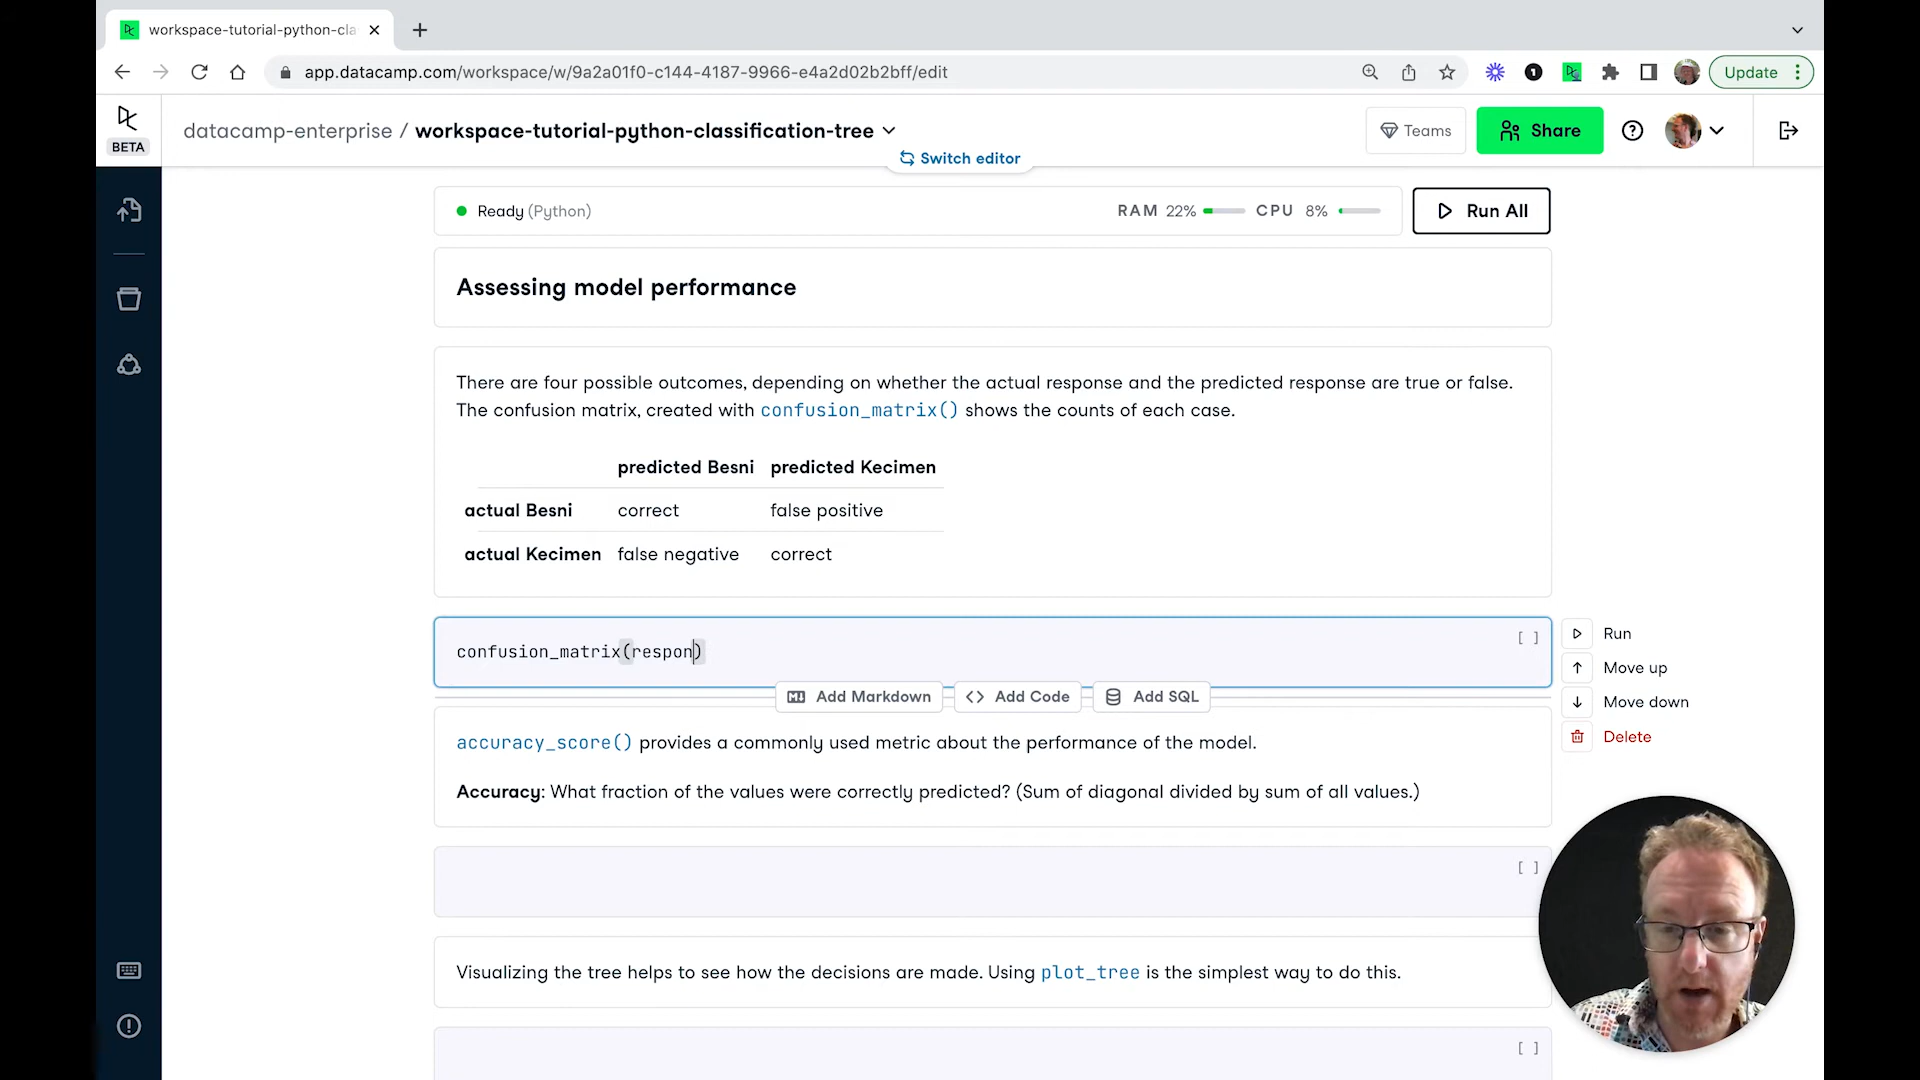 workspace-tutorial-python-cla
app.datacamp.com/workspace/w/9a2a01f0-c144-4187-9966-e4a2d02b2bff/edit
Update
BETA
datacamp-enterprise / workspace-tutorial-python-classification-tree
Teams
Share
Switch editor
Ready (Python)
RAM 22% CPU 8%
Run All
Assessing model performance
There are four possible outcomes, depending on whether the actual response and the predicted response are true or false.
The confusion matrix, created with confusion_matrix() shows the counts of each case.
predicted Besni predicted Kecimen
actual Besni correct false positive
actual Kecimen false negative correct
confusion_matrix(respon)
[ ]
Run
Move up
Move down
Delete
Add Markdown
Add Code
Add SQL
accuracy_score() provides a commonly used metric about the performance of the model.
Accuracy: What fraction of the values were correctly predicted? (Sum of diagonal divided by sum of all values.)
[ ]
Visualizing the tree helps to see how the decisions are made. Using plot_tree is the simplest way to do this.
[ ]